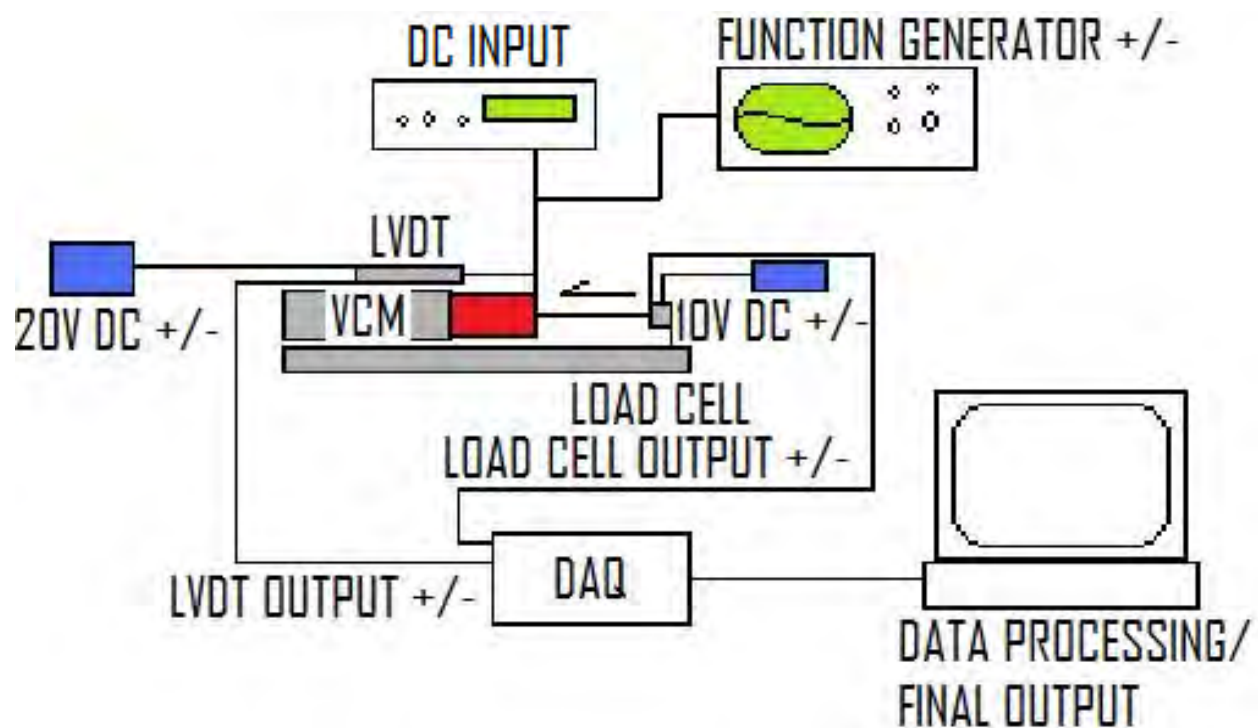 DC INPUT
FUNCTION GENERATOR +/-
LVDT
20V DC +/-
VCM
10V DC +/-
LOAD CELL
LOAD CELL OUTPUT +/-
LVDT OUTPUT +/-
DAQ
DATA PROCESSING/
FINAL OUTPUT